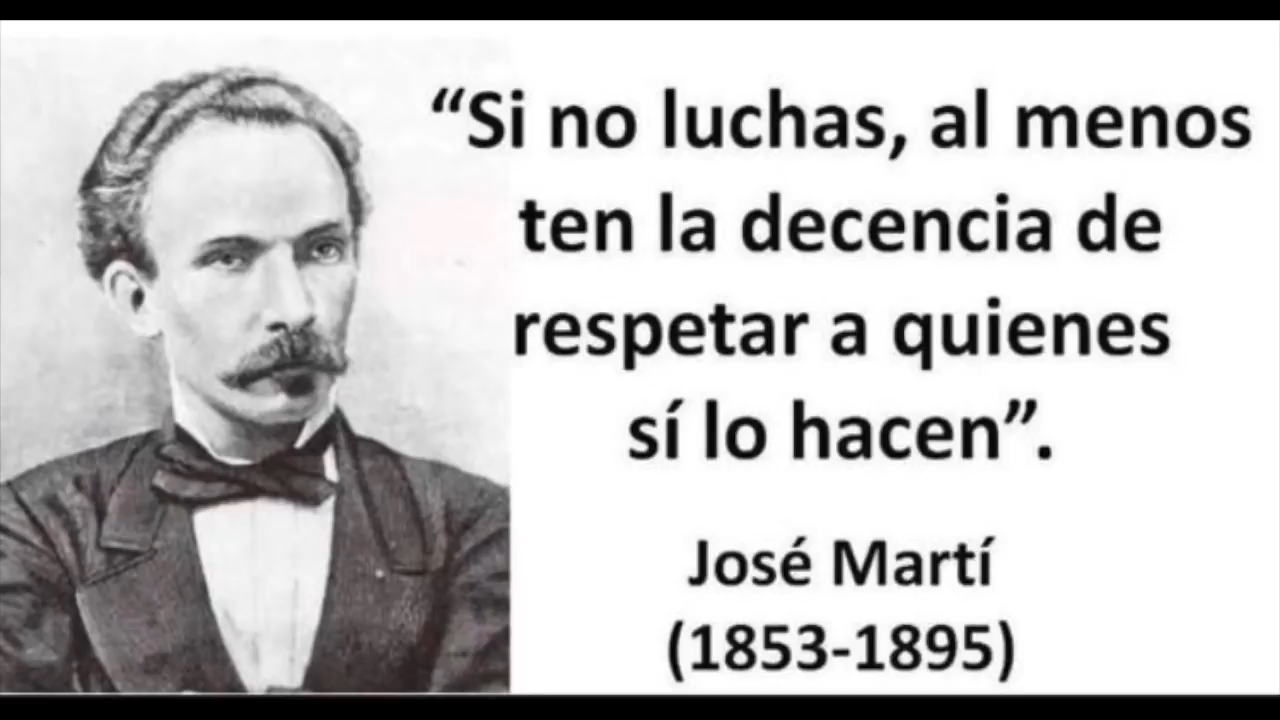 “Si no luchas, al menos
ten la decencia de
respetar a quienes
sí lo hacen”.
José Martí
(1853-1895)